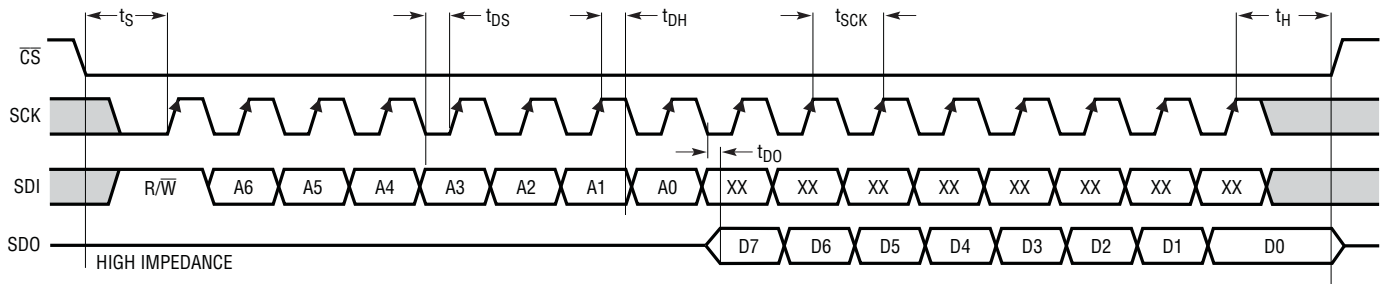 tS tDS tDH tSCK tH
CS
SCK
tDO
SDI R/W A6 A5 A4 A3 A2 A1 A0 XX XX XX XX XX XX XX XX
SDO D7 D6 D5 D4 D3 D2 D1 D0
HIGH IMPEDANCE